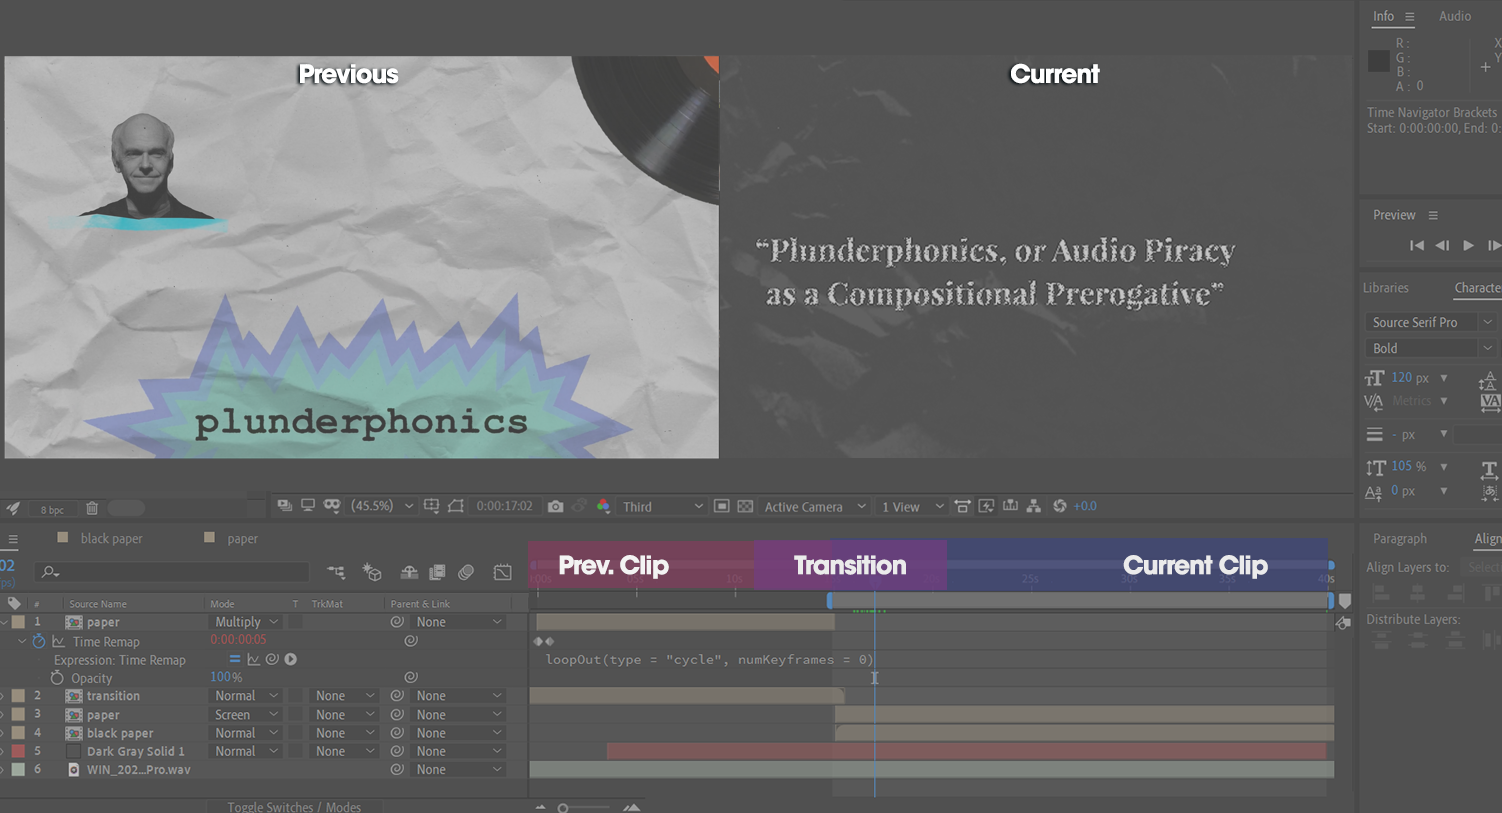 Info
Audio
R :
G :
B :
A : 0
X
Y
+
Time Navigator Brackets
Start: 0:00:00:00, End: 0:
Previous
Current
“Plunderphonics, or Audio Piracy
as a Compositional Prerogative”
plunderphonics
Preview
Libraries
Characte
Source Serif Pro
Bold
120 px
Metrics
- px
105 %
0 px
8 bpc
(45.5%)
0:00:17:02
Third
Active Camera
1 View
+0.0
black paper
paper
Paragraph
Align
Align Layers to:
Select
Distribute Layers:
02
fps)
Prev. Clip
Transition
Current Clip
:00s
10s
25s
30s
40s
#
Source Name
Mode
T
TrkMat
Parent & Link
1 paper Multiply None
Time Remap 0:00:00:05
Expression: Time Remap
loopOut(type = "cycle", numKeyframes = 0)
Opacity 100%
2 transition Normal None None
3 paper Screen None None
4 black paper Normal None None
5 Dark Gray Solid 1 Normal None None
6 WIN_202...Pro.wav None
Toggle Switches / Modes